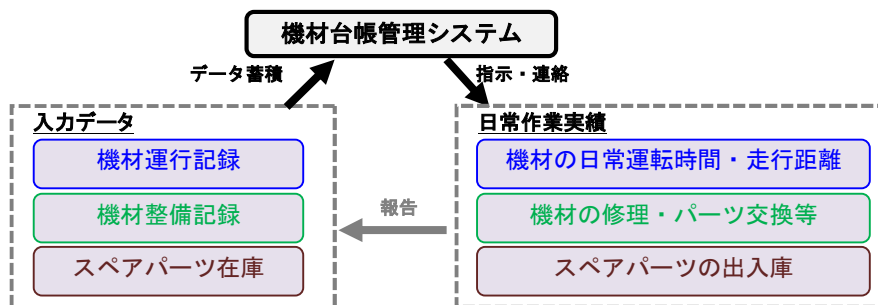 機材台帳管理システム
データ蓄積
指示・連絡
入力データ
機材運行記録
機材整備記録
スペアパーツ在庫
報告
日常作業実績
機材の日常運転時間・走行距離
機材の修理・パーツ交換等
スペアパーツの出入庫